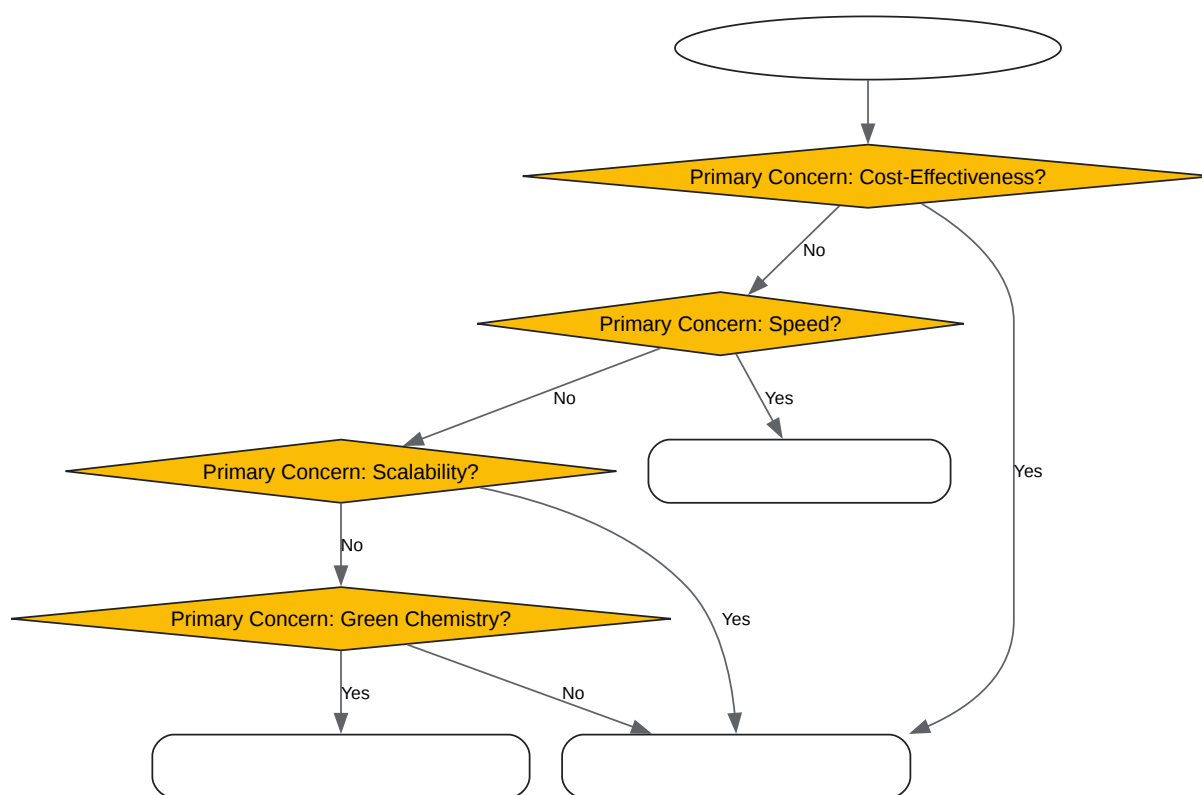 Primary Concern: Cost-Effectiveness?
No
Primary Concern: Speed?
No
Yes
Primary Concern: Scalability?
Yes
No
Primary Concern: Green Chemistry?
Yes
Yes
No